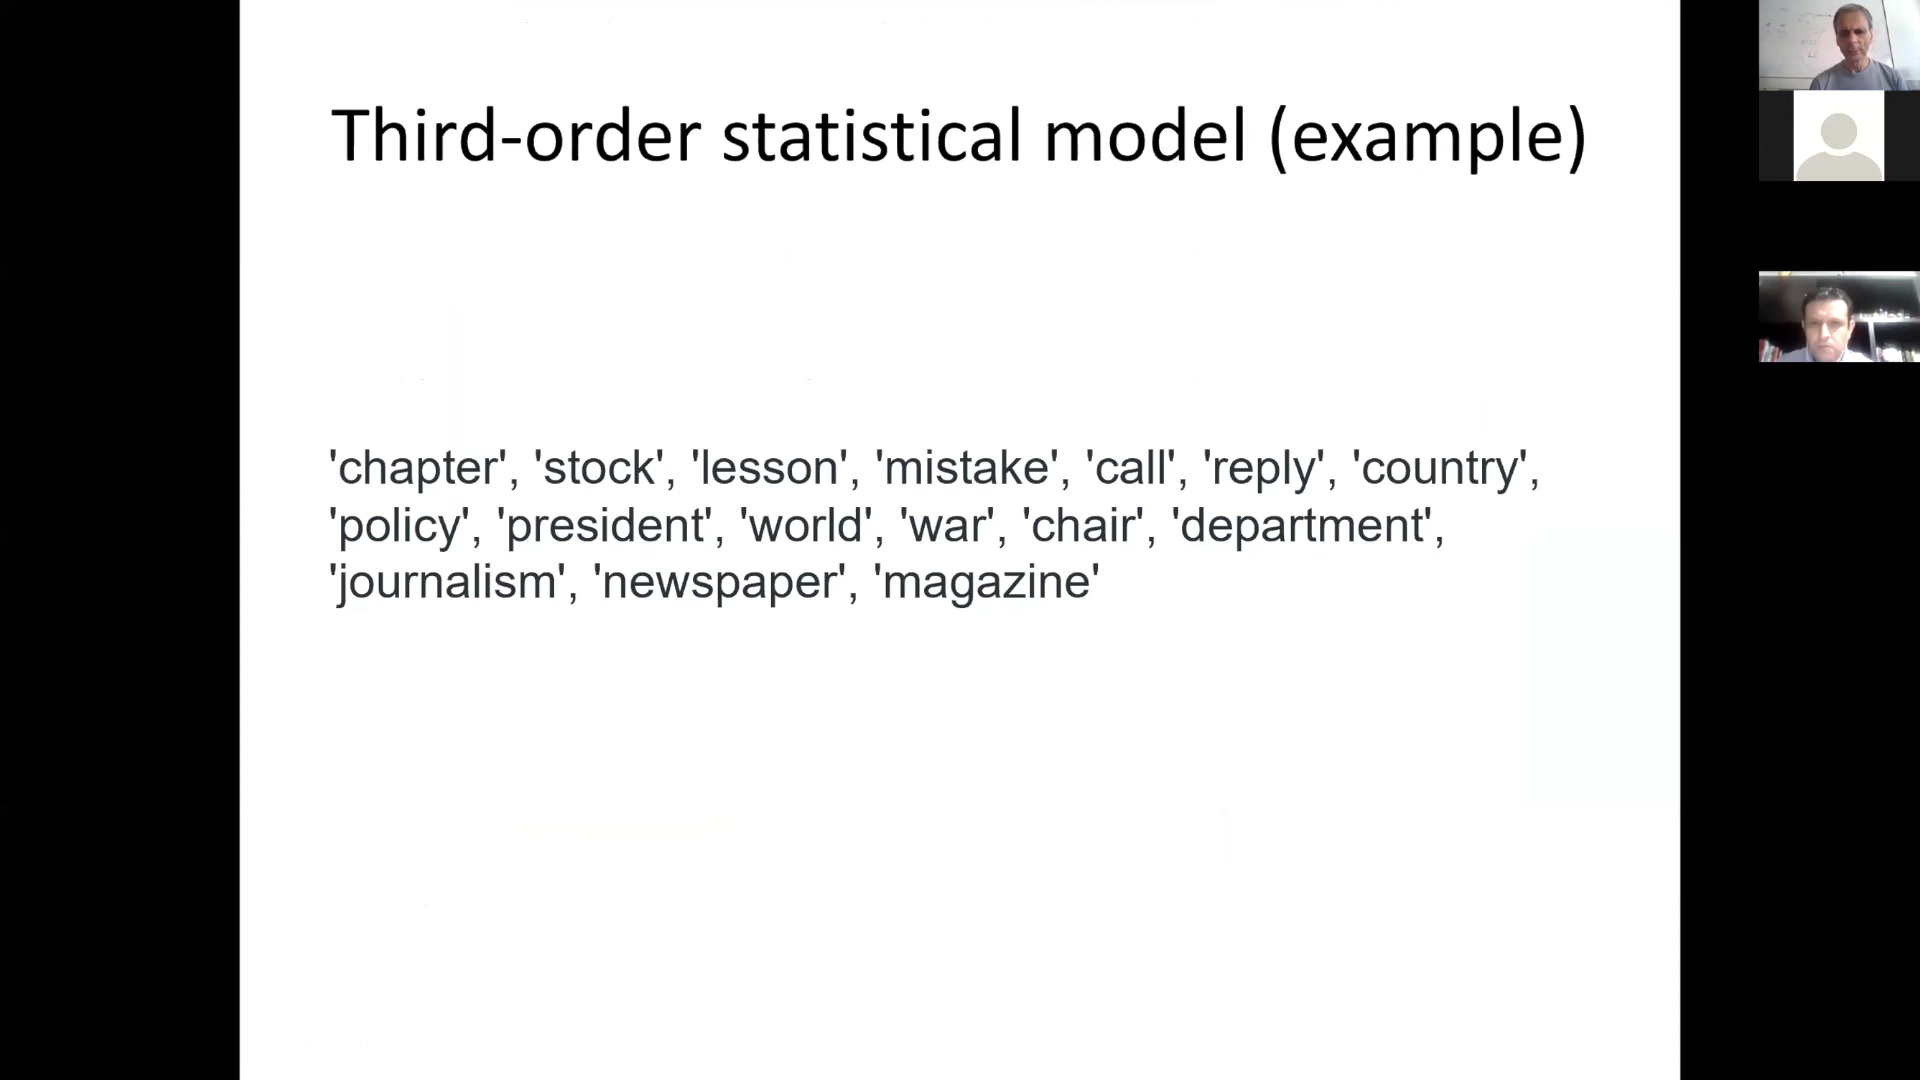 Third-order statistical model (example)
'chapter', 'stock', 'lesson', 'mistake', 'call', 'reply', 'country',
'policy', 'president', 'world', 'war', 'chair', 'department',
'journalism', 'newspaper', 'magazine'